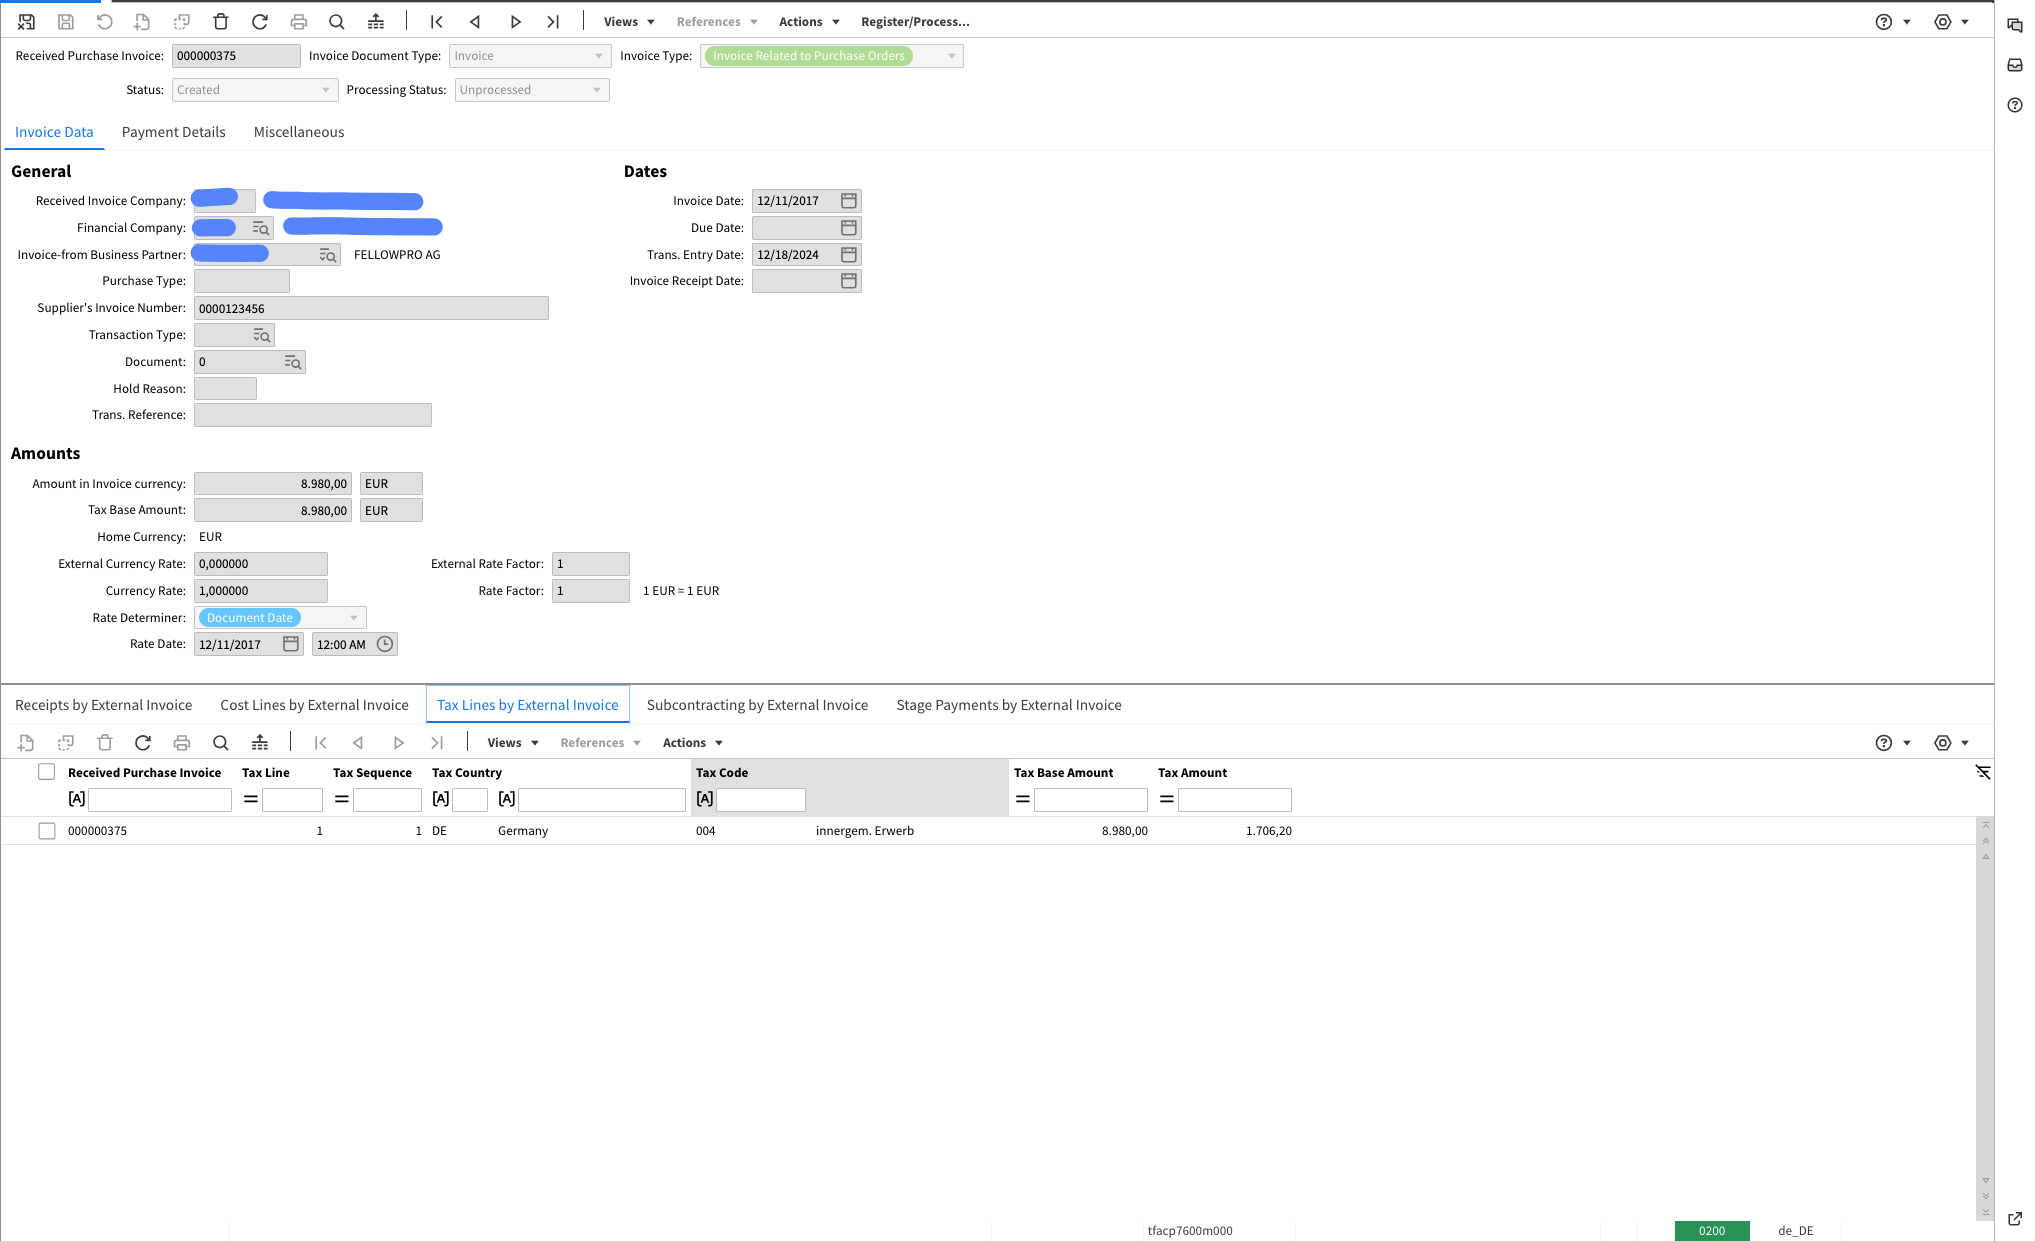 Views References Actions Register/Process...
Received Purchase Invoice: 000000375 Invoice Document Type: Invoice Invoice Type: Invoice Related to Purchase Orders
Status: Created Processing Status: Unprocessed
Invoice Data Payment Details Miscellaneous
General
Received Invoice Company:
Financial Company:
Invoice-from Business Partner: FELLOWPRO AG
Purchase Type:
Supplier's Invoice Number: 0000123456
Transaction Type:
Document: 0
Hold Reason:
Trans. Reference:
Dates
Invoice Date: 12/11/2017
Due Date:
Trans. Entry Date: 12/18/2024
Invoice Receipt Date:
Amounts
Amount in Invoice currency: 8.980,00 EUR
Tax Base Amount: 8.980,00 EUR
Home Currency: EUR
External Currency Rate: 0,000000 External Rate Factor: 1
Currency Rate: 1,000000 Rate Factor: 1 1 EUR = 1 EUR
Rate Determiner: Document Date
Rate Date: 12/11/2017 12:00 AM
Receipts by External Invoice Cost Lines by External Invoice Tax Lines by External Invoice Subcontracting by External Invoice Stage Payments by External Invoice
Views References Actions
Received Purchase Invoice Tax Line Tax Sequence Tax Country Tax Code Tax Base Amount Tax Amount
[A] = = [A] [A] [A] = =
000000375 1 1 DE Germany 004 innergem. Erwerb 8.980,00 1.706,20
tfacp7600m000 0200 de_DE